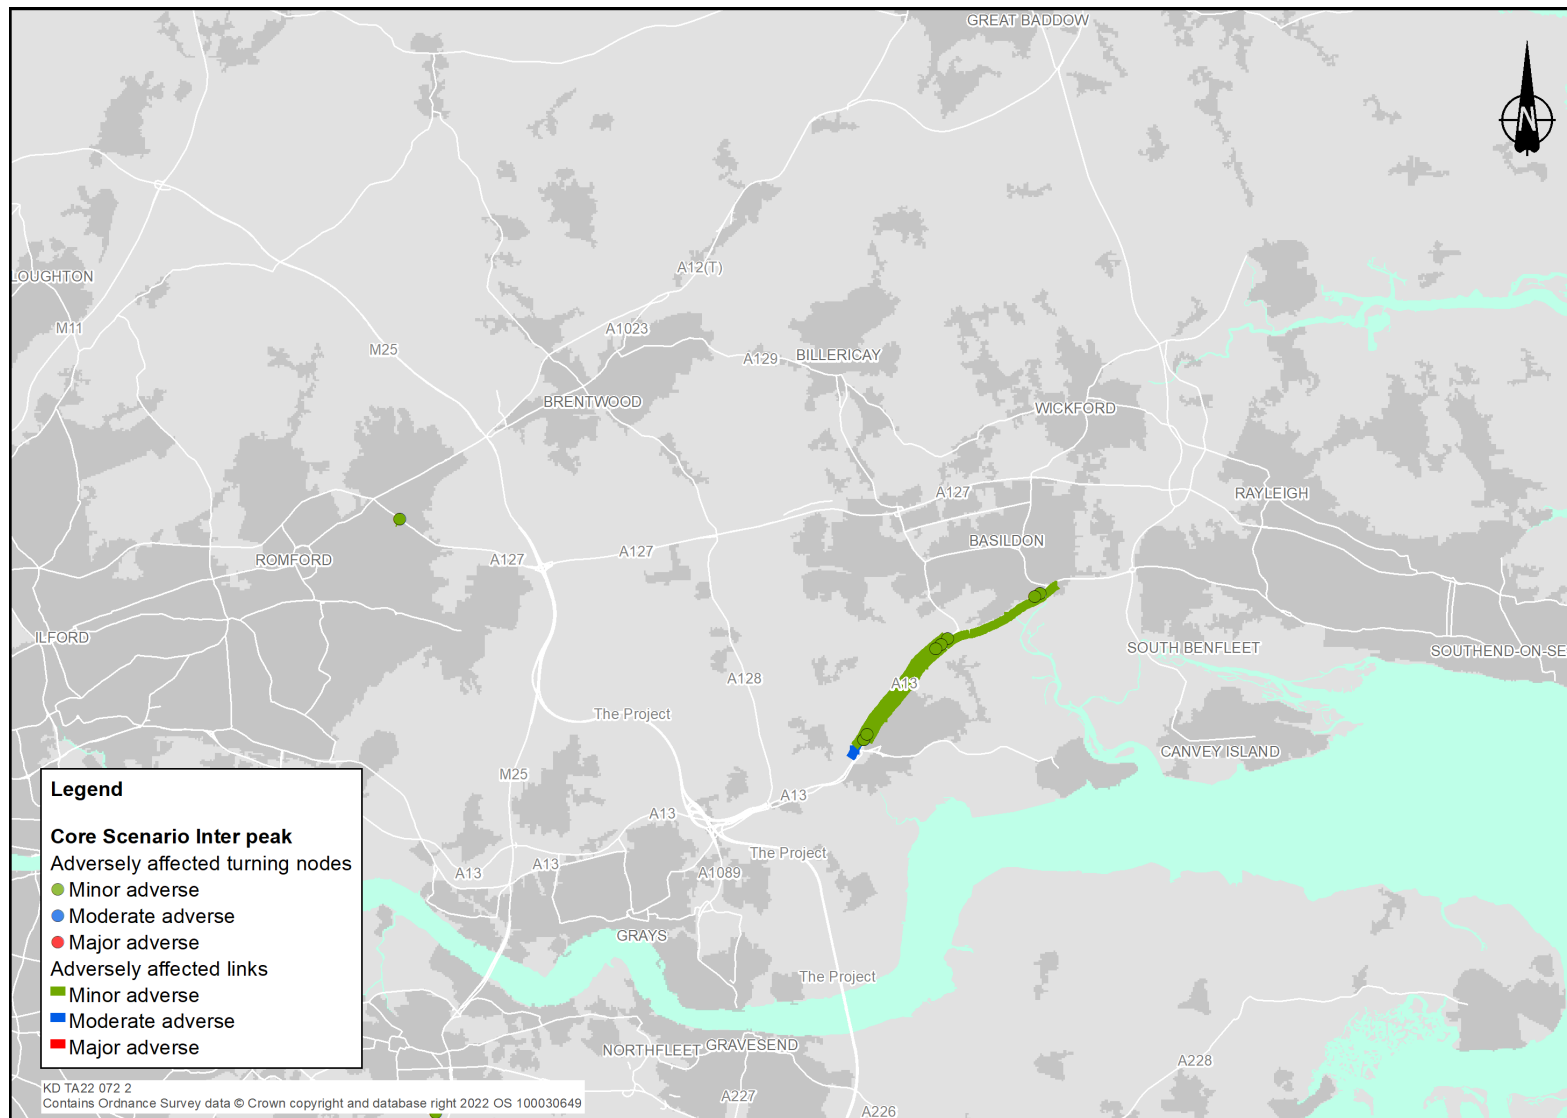 GREAT BADDOW
N
A12(T)
LOUGHTON
M11
A1023
M25
A129
BILLERICAY
BRENTWOOD
WICKFORD
A127
RAYLEIGH
BASILDON
A127
ROMFORD
A127
ILFORD
SOUTH BENFLEET
SOUTHEND-ON-SE
A128
A13
The Project
CANVEY ISLAND
M25
A13
A13
The Project
A13
A13
A1089
GRAYS
The Project
NORTHFLEET
GRAVESEND
A228
A227
A226
Legend
Core Scenario Inter peak
Adversely affected turning nodes
Minor adverse
Moderate adverse
Major adverse
Adversely affected links
Minor adverse
Moderate adverse
Major adverse
KD TA22 072 2
Contains Ordnance Survey data © Crown copyright and database right 2022 OS 100030649